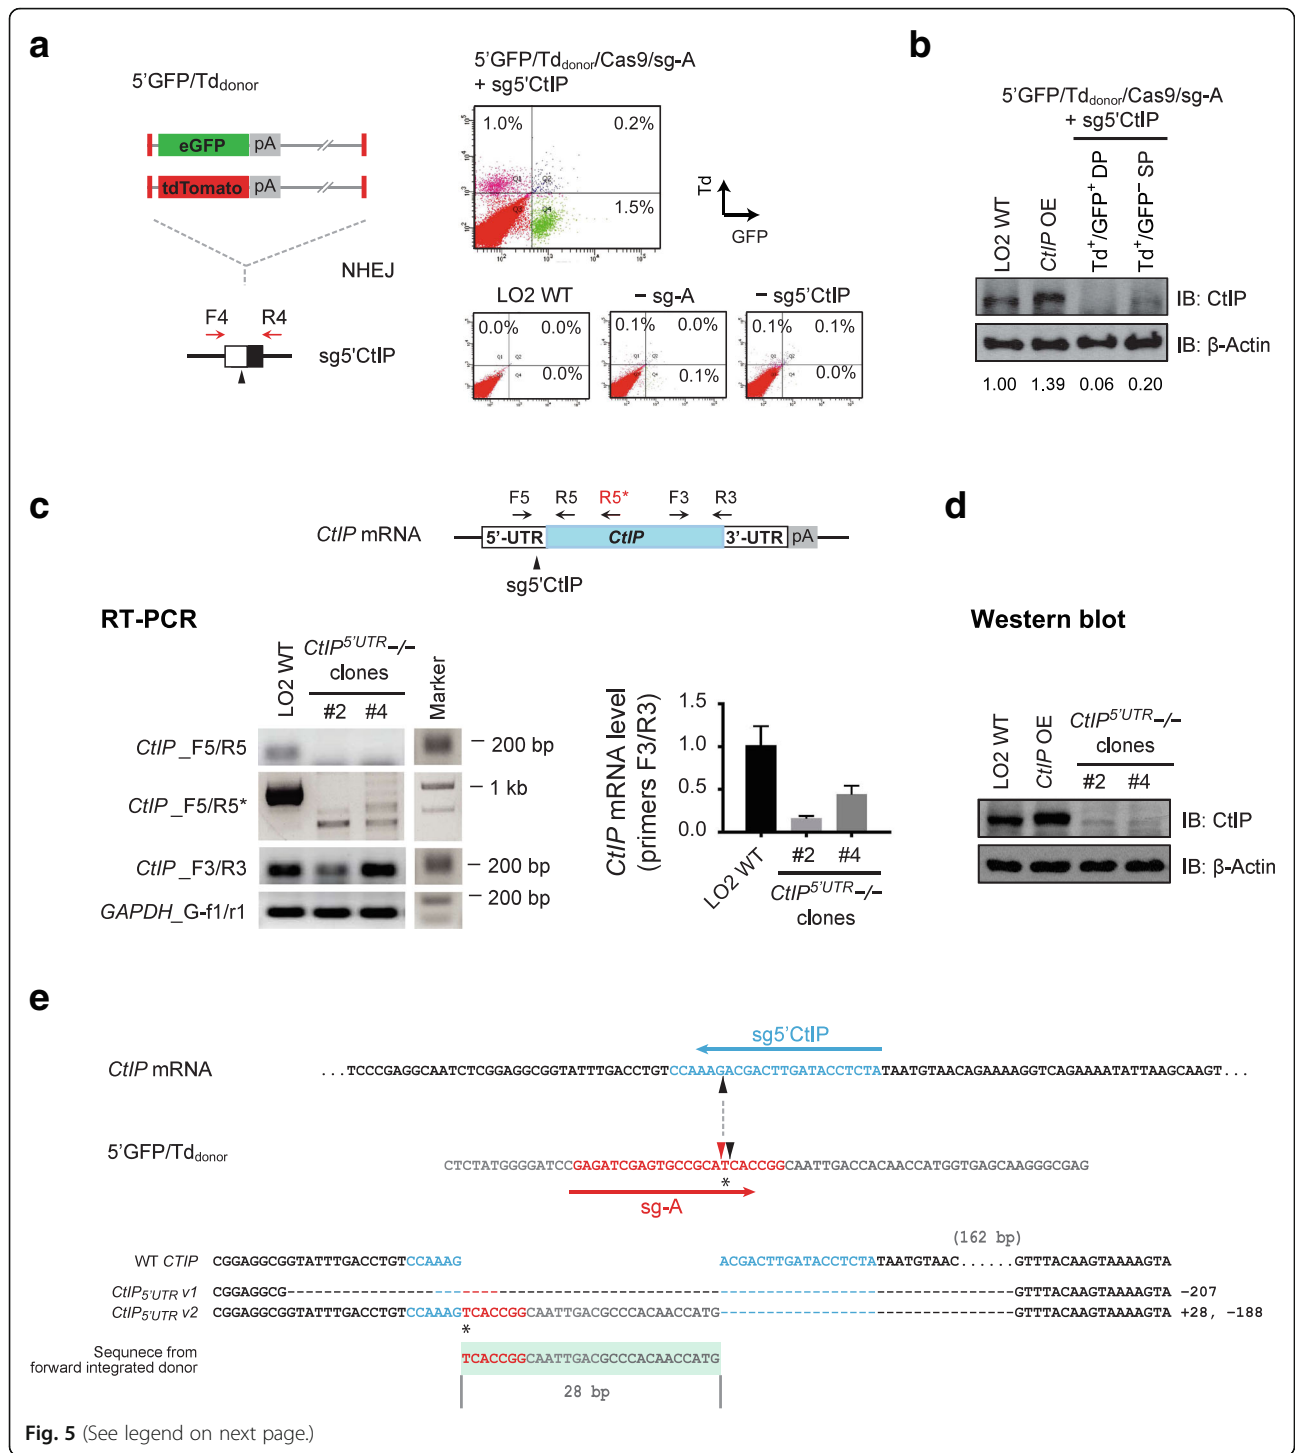 a
5'GFP/Tddonor
eGFP pA
tdTomato pA
NHEJ
F4 R4
sg5'CtIP
5'GFP/Tddonor/Cas9/sg-A
+ sg5'CtIP
1.0% 0.2%
1.5%
Q1 Q2
Q3 Q4
Td
GFP
LO2 WT – sg-A – sg5'CtIP
0.0% 0.0% 0.1% 0.0% 0.1% 0.1%
0.0% 0.1% 0.0%
b
5'GFP/Tddonor/Cas9/sg-A
+ sg5'CtIP
LO2 WT
CtIP OE
Td+/GFP+ DP
Td+/GFP– SP
IB: CtIP
IB: β-Actin
1.00 1.39 0.06 0.20
c
F5 R5 R5* F3 R3
CtIP mRNA 5'-UTR CtIP 3'-UTR pA
sg5'CtIP
RT-PCR
LO2 WT
CtIP5'UTR–/–
clones
#2 #4
Marker
CtIP_F5/R5 200 bp
CtIP_F5/R5* 1 kb
CtIP_F3/R3 200 bp
GAPDH_G-f1/r1 200 bp
CtIP mRNA level
(primers F3/R3)
1.5
1.0
0.5
0.0
LO2 WT
#2 #4
CtIP5'UTR–/–
clones
d
Western blot
LO2 WT
CtIP OE
CtIP5'UTR–/–
clones
#2 #4
IB: CtIP
IB: β-Actin
e
sg5'CtIP
CtIP mRNA ...TCCCGAGGCAATCTCGGAGGCGGTATTTGACCTGTCCAAAGACGACTTGATACCTCTATAATGTAACAGAAAAGGTCAGAAAATATTAAGCAAGT...
5'GFP/Tddonor
CTCTATGGGGATCCGAGATCGAGTGCCGCATCACCGGCAATTGACCACAACCATGGTGAGCAAGGGCGAG
*
sg-A
(162 bp)
WT CTIP CGGAGGCGGTATTTGACCTGTCCAAAG ACGACTTGATACCTCTATAATGTAAC......GTTTACAAGTAAAAGTA
CtIP5'UTR v1 CGGAGGCG GTTTACAAGTAAAAGTA -207
CtIP5'UTR v2 CGGAGGCGGTATTTGACCTGTCCAAAGTCACCGGCAATTGACGCCCACAACCATG GTTTACAAGTAAAAGTA +28, -188
*
Sequnece from
forward integrated donor TCACCGGCAATTGACGCCCACAACCATG
28 bp
Fig. 5 (See legend on next page.)